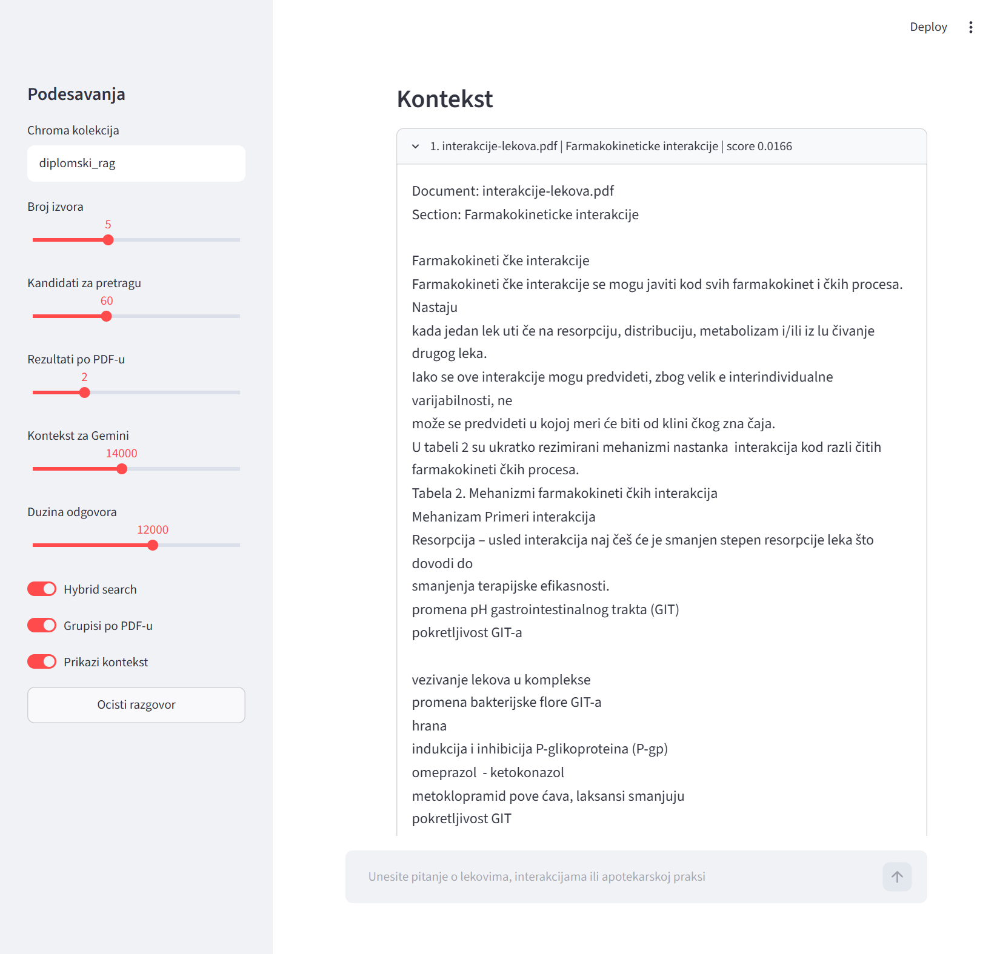 Deploy
Podesavanja
Chroma kolekcija
diplomski_rag
Broj izvora
5
Kandidati za pretragu
60
Rezultati po PDF-u
2
Kontekst za Gemini
14000
Duzina odgovora
12000
Hybrid search
Grupisi po PDF-u
Prikazi kontekst
Ocisti razgovor
Kontekst
1. interakcije-lekova.pdf | Farmakokineticke interakcije | score 0.0166
Document: interakcije-lekova.pdf
Section: Farmakokineticke interakcije
Farmakokineti čke interakcije
Farmakokineti čke interakcije se mogu javiti kod svih farmakokinet i čkih procesa.
Nastaju
kada jedan lek uti če na resorpciju, distribuciju, metabolizam i/ili iz lu čivanje
drugog leka.
Iako se ove interakcije mogu predvideti, zbog velik e interindividualne
varijabilnosti, ne
može se predvideti u kojoj meri će biti od klini čkog zna čaja.
U tabeli 2 su ukratko rezimirani mehanizmi nastanka  interakcija kod razli čitih
farmakokineti čkih procesa.
Tabela 2. Mehanizmi farmakokineti čkih interakcija
Mehanizam Primeri interakcija
Resorpcija – usled interakcija naj češ će je smanjen stepen resorpcije leka što
dovodi do
smanjenja terapijske efikasnosti.
promena pH gastrointestinalnog trakta (GIT)
pokretljivost GIT-a
vezivanje lekova u komplekse
promena bakterijske flore GIT-a
hrana
indukcija i inhibicija P-glikoproteina (P-gp)
omeprazol  - ketokonazol
metoklopramid pove ćava, laksansi smanjuju
pokretljivost GIT
Unesite pitanje o lekovima, interakcijama ili apotekarskoj praksi